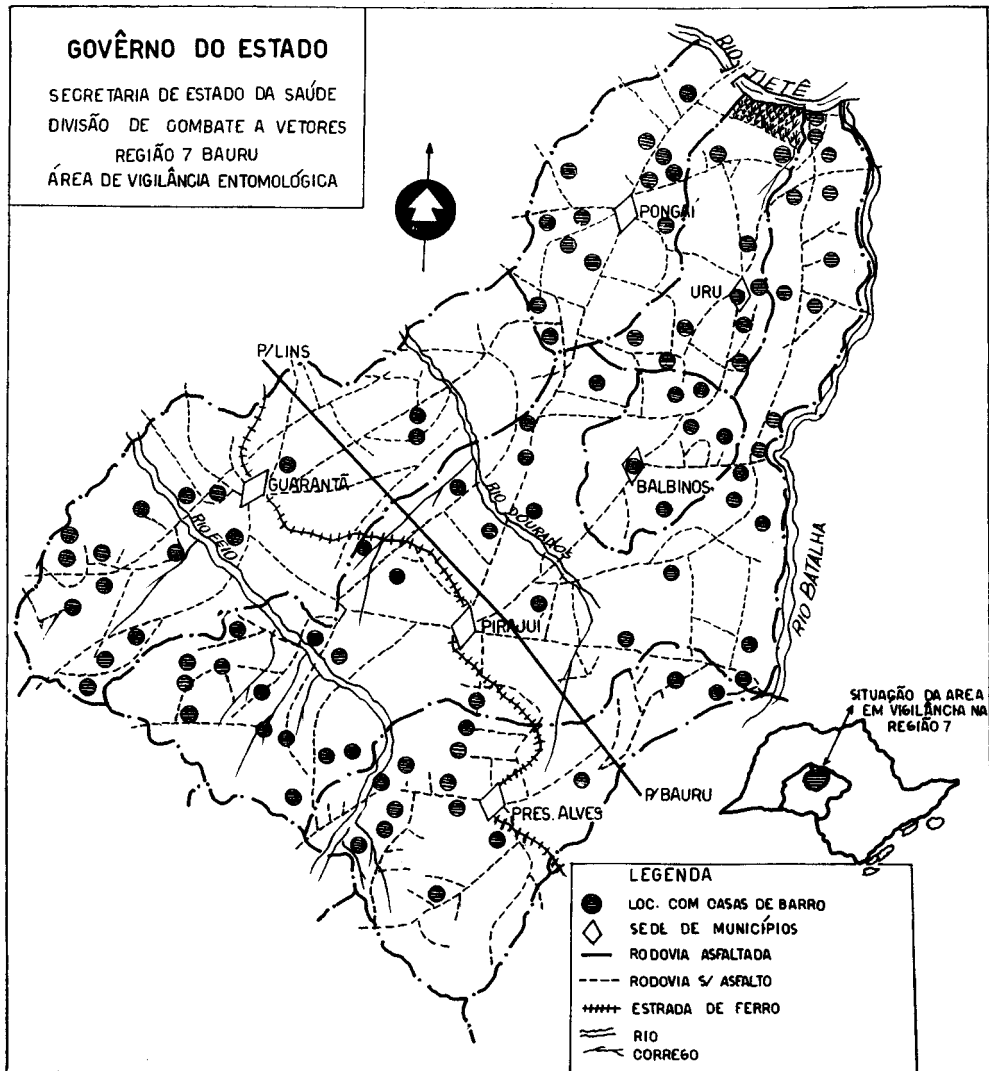 GOVÊRNO DO ESTADO
SECRETARIA DE ESTADO DA SAÚDE
DIVISÃO DE COMBATE A VETORES
REGIÃO 7 BAURU
ÁREA DE VIGILÂNCIA ENTOMOLÓGICA
RIO TIETÊ
PONGAI
URU
P/LINS
GUARANTÃ
BALBINOS
RIO DOURADOS
RIO FEIO
RIO BATALHA
PIRAJUI
SITUAÇÃO DA AREA
EM VIGILÂNCIA NA
REGIÃO 7
P/BAURU
PRES. ALVES
LEGENDA
LOC. COM CASAS DE BARRO
SEDE DE MUNICÍPIOS
RODOVIA ASFALTADA
RODOVIA S/ ASFALTO
ESTRADA DE FERRO
RIO
CORREGO